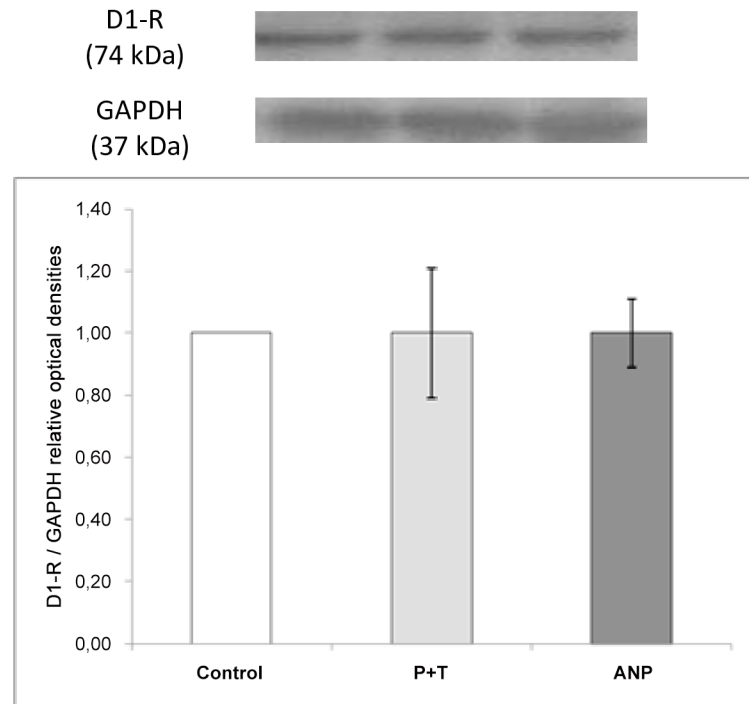 D1-R
(74 kDa)
GAPDH
(37 kDa)
D1-R / GAPDH relative optical densities
1,40
1,20
1,00
0,80
0,60
0,40
0,20
0,00
Control P+T ANP